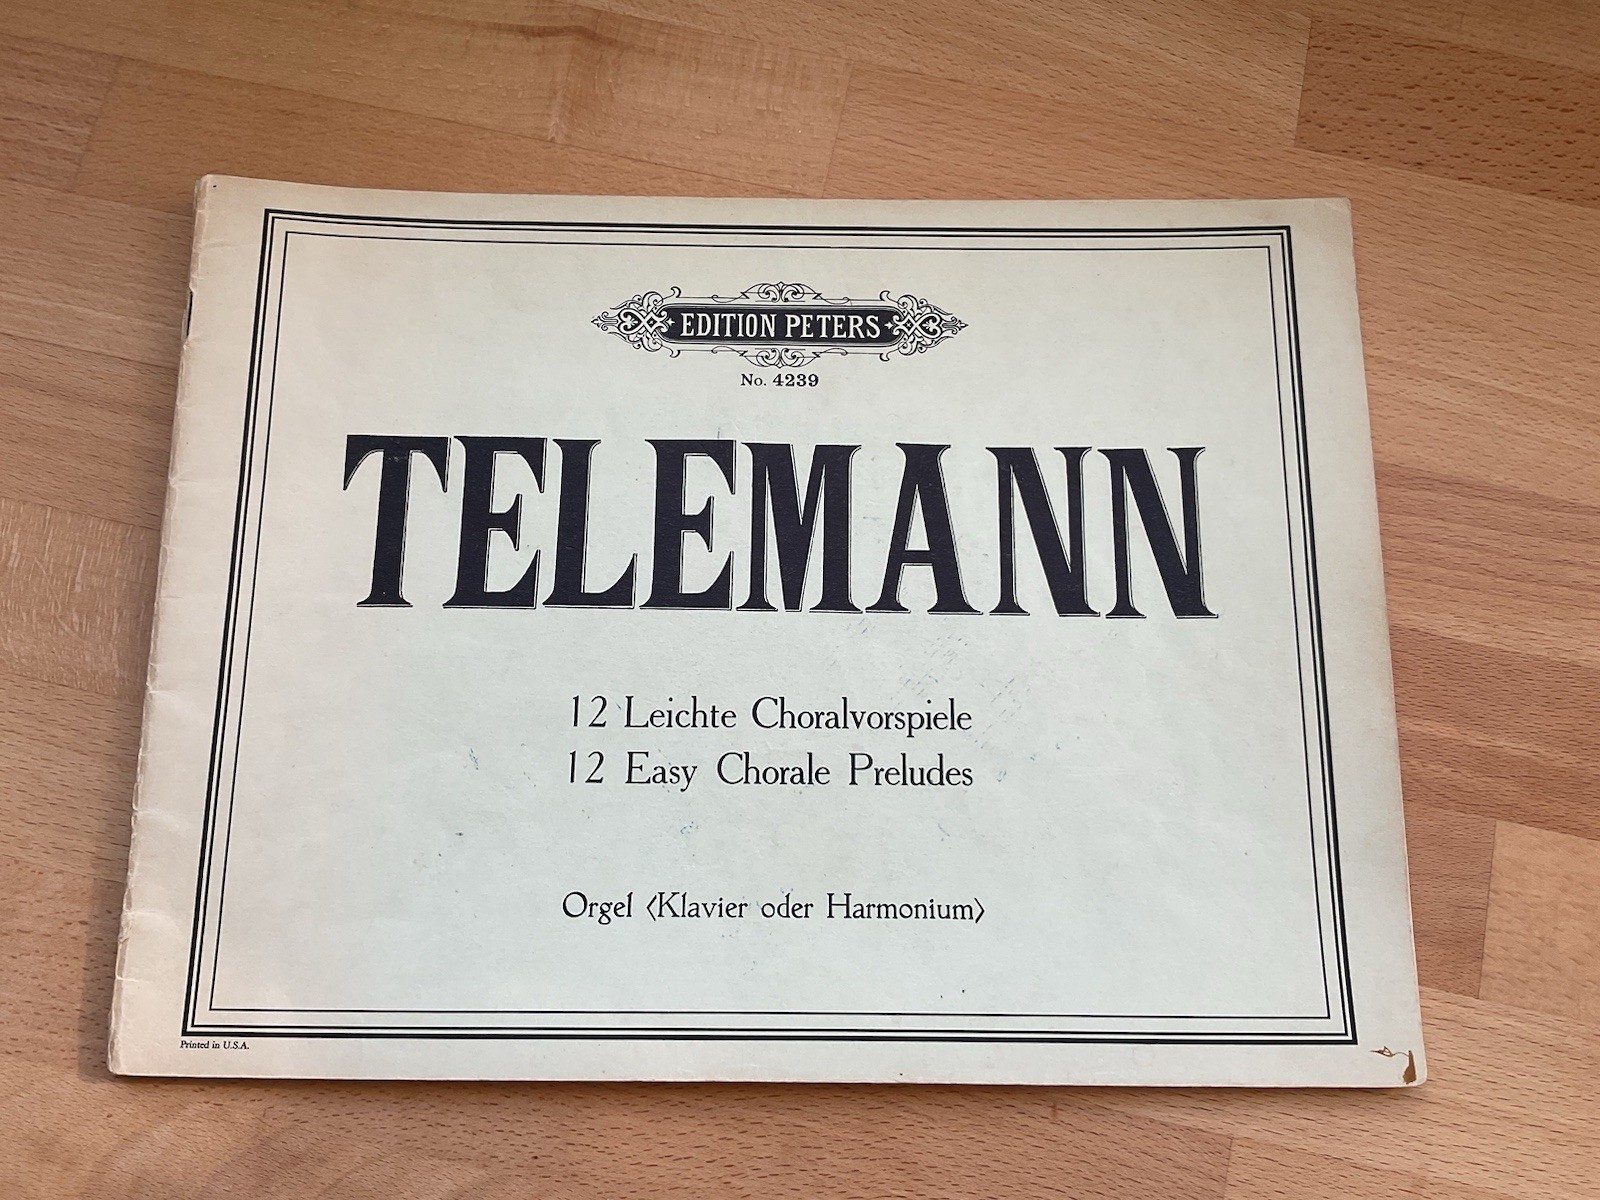 EDITION PETERS
No. 4239
TELEMANN
12 Leichte Choralvorspiele
12 Easy Chorale Preludes
Orgel ⟨Klavier oder Harmonium⟩
Printed in U.S.A.